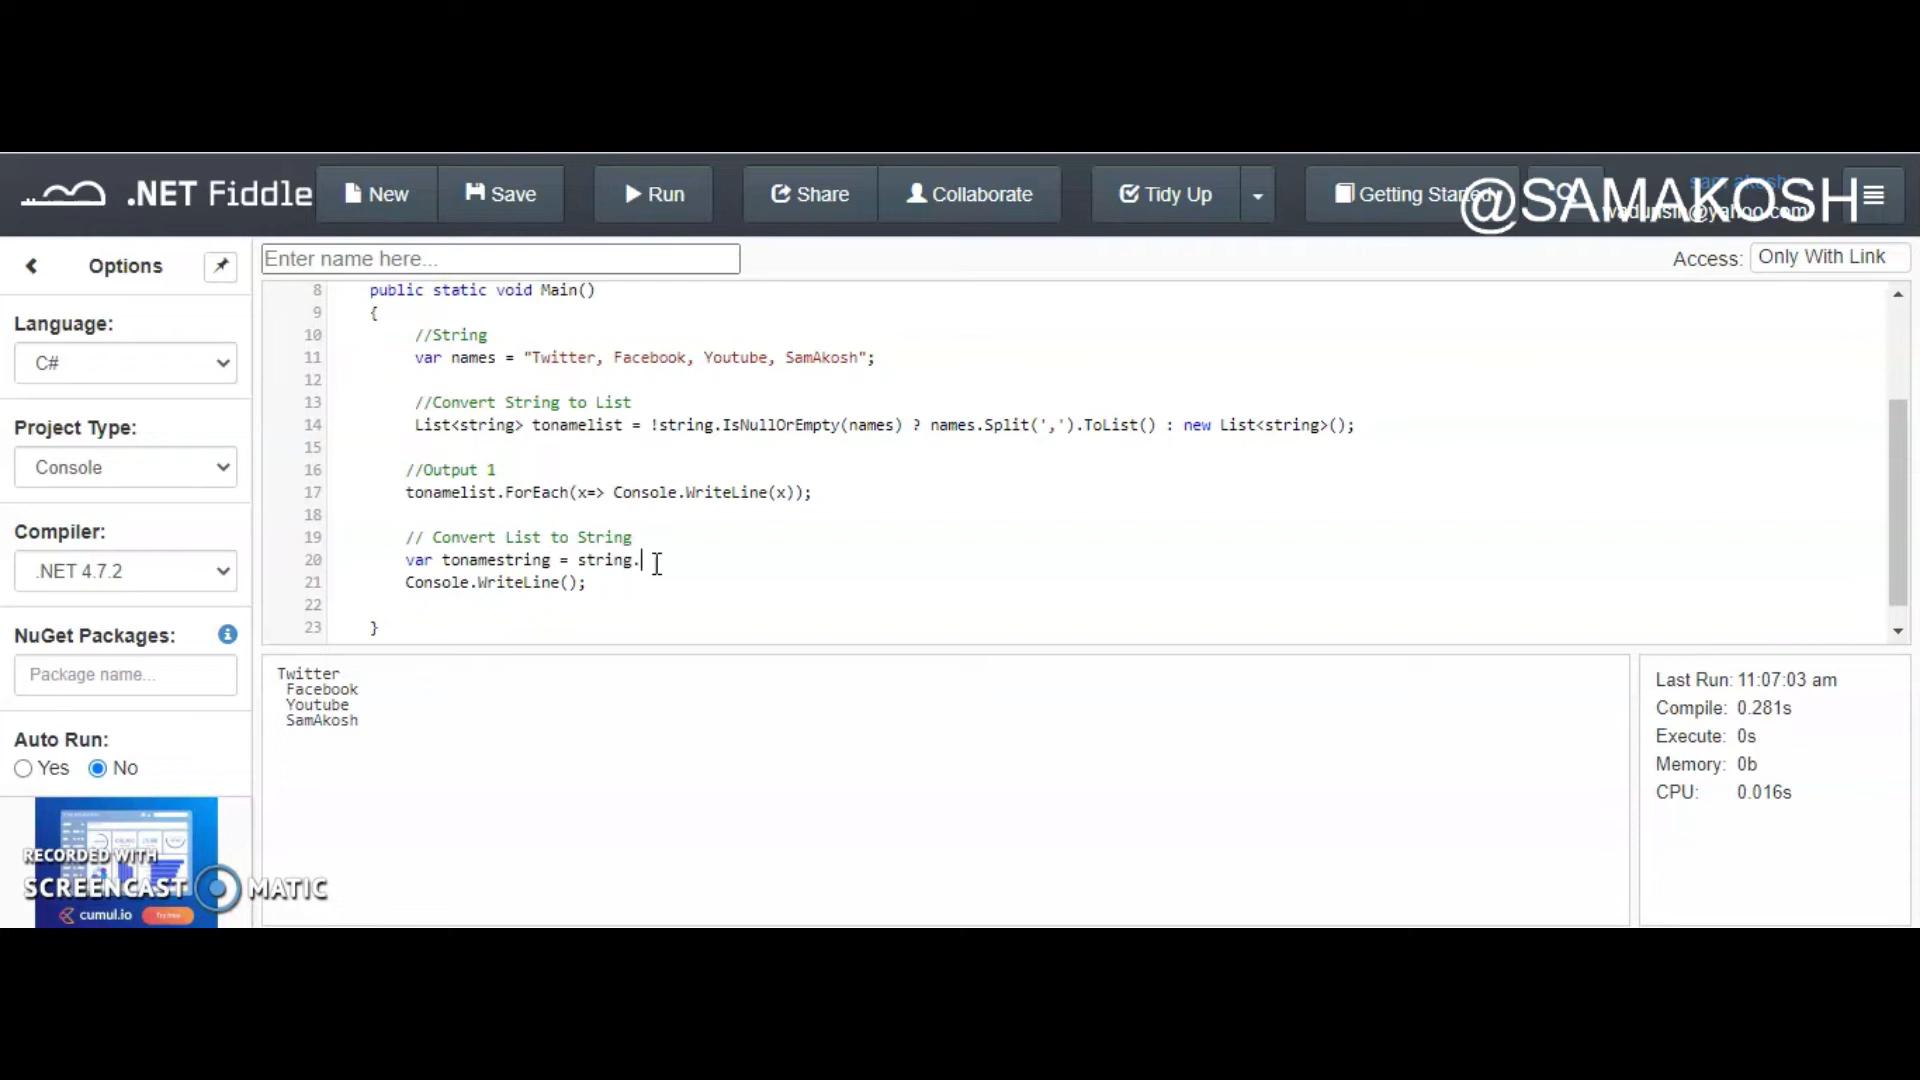 .NET Fiddle
New
Save
Run
Share
Collaborate
Tidy Up
Getting Started
@SAMAKOSH
Options
Enter name here...
Access: Only With Link
Language:
C#
Project Type:
Console
Compiler:
.NET 4.7.2
NuGet Packages:
Package name...
Auto Run:
Yes No
8 public static void Main()
9 {
10 //String
11 var names = "Twitter, Facebook, Youtube, SamAkosh";
12
13 //Convert String to List
14 List<string> tonamelist = !string.IsNullOrEmpty(names) ? names.Split(',').ToList() : new List<string>();
15
16 //Output 1
17 tonamelist.ForEach(x=> Console.WriteLine(x));
18
19 // Convert List to String
20 var tonamestring = string.
21 Console.WriteLine();
22
23 }
Twitter
Facebook
Youtube
SamAkosh
Last Run: 11:07:03 am
Compile: 0.281s
Execute: 0s
Memory: 0b
CPU: 0.016s
RECORDED WITH
SCREENCAST MATIC
cumul.io
Try free